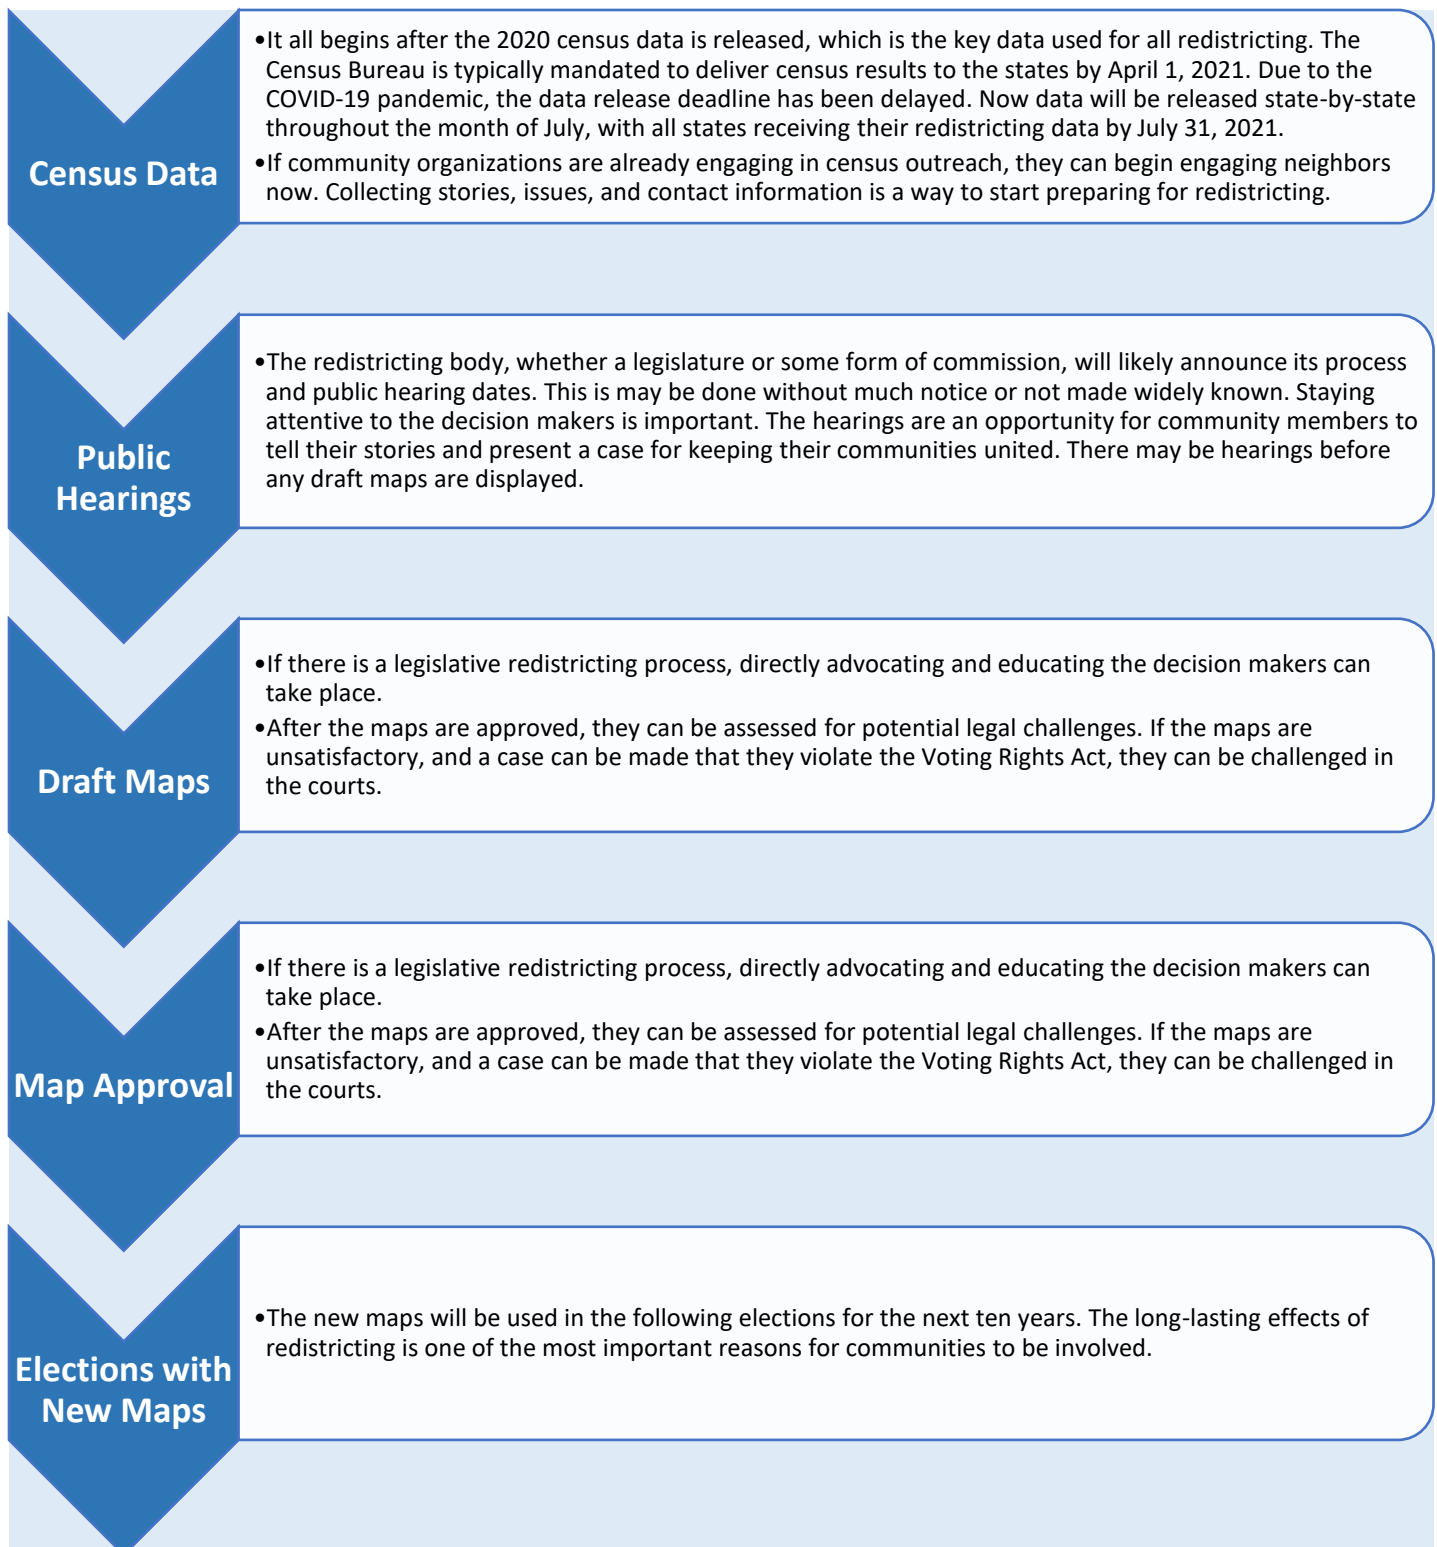 Census Data
•It all begins after the 2020 census data is released, which is the key data used for all redistricting. The
Census Bureau is typically mandated to deliver census results to the states by April 1, 2021. Due to the
COVID-19 pandemic, the data release deadline has been delayed. Now data will be released state-by-state
throughout the month of July, with all states receiving their redistricting data by July 31, 2021.
•If community organizations are already engaging in census outreach, they can begin engaging neighbors
now. Collecting stories, issues, and contact information is a way to start preparing for redistricting.
Public
Hearings
•The redistricting body, whether a legislature or some form of commission, will likely announce its process
and public hearing dates. This is may be done without much notice or not made widely known. Staying
attentive to the decision makers is important. The hearings are an opportunity for community members to
tell their stories and present a case for keeping their communities united. There may be hearings before
any draft maps are displayed.
Draft Maps
•If there is a legislative redistricting process, directly advocating and educating the decision makers can
take place.
•After the maps are approved, they can be assessed for potential legal challenges. If the maps are
unsatisfactory, and a case can be made that they violate the Voting Rights Act, they can be challenged in
the courts.
Map Approval
•If there is a legislative redistricting process, directly advocating and educating the decision makers can
take place.
•After the maps are approved, they can be assessed for potential legal challenges. If the maps are
unsatisfactory, and a case can be made that they violate the Voting Rights Act, they can be challenged in
the courts.
Elections with
New Maps
•The new maps will be used in the following elections for the next ten years. The long-lasting effects of
redistricting is one of the most important reasons for communities to be involved.